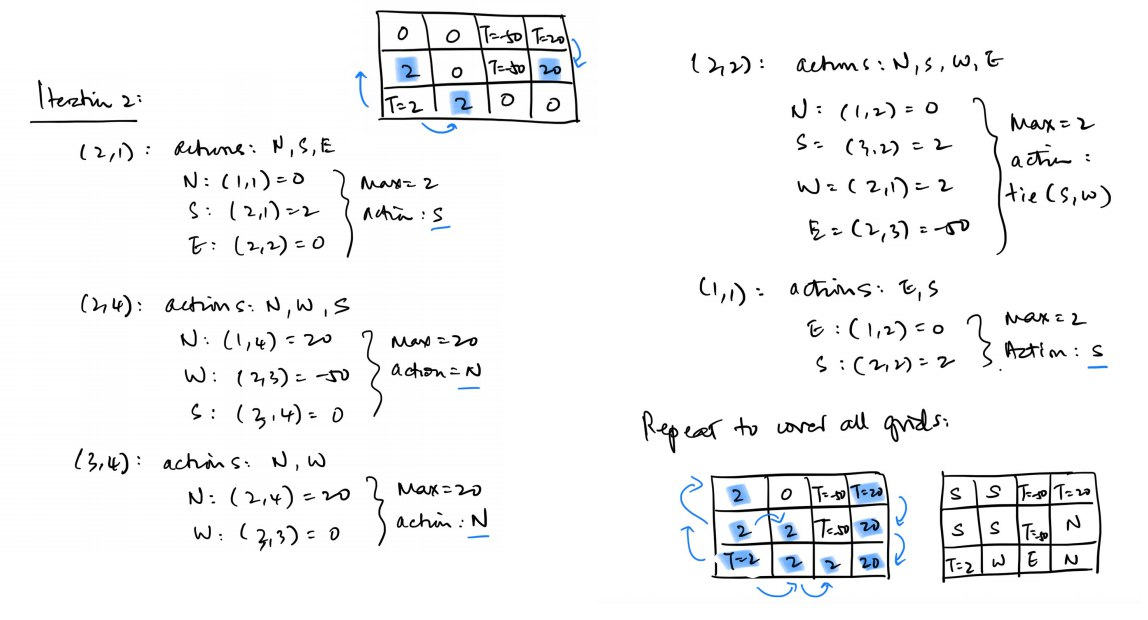 0 0 T=-50 T=20
2 0 T=-50 20
T=2 2 0 0
Iteration 2:
(2,1): actions: N, S, E
N: (1,1) = 0
S: (2,1) = 2
E: (2,2) = 0
Max = 2
action: S
(2,4): actions: N, W, S
N: (1,4) = 20
W: (2,3) = -50
S: (3,4) = 0
Max = 20
action = N
(3,4): actions: N, W
N: (2,4) = 20
W: (3,3) = 0
Max = 20
action: N
(2,2): actions: N, S, W, E
N: (1,2) = 0
S = (3,2) = 2
W = (2,1) = 2
E = (2,3) = -50
Max = 2
action:
tie (S, W)
(1,1) = actions: E, S
E: (1,2) = 0
S: (2,2) = 2
Max = 2
Action: S
Repeat to cover all grids:
2 0 T=-50 T=20
2 2 T=-50 20
T=2 2 2 20
S S T=-50 T=20
S S T=-50 N
T=2 W E N